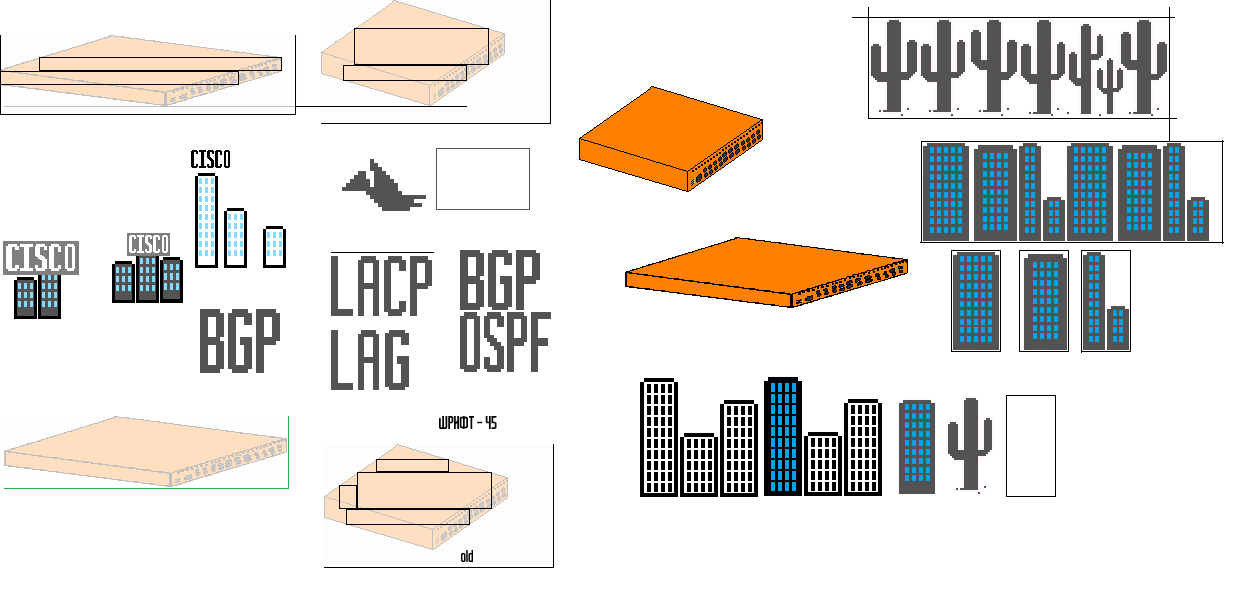 CISCO
CISCO
CISCO
BGP
LACP
LAG
BGP
OSPF
ШРИФТ - 45
old